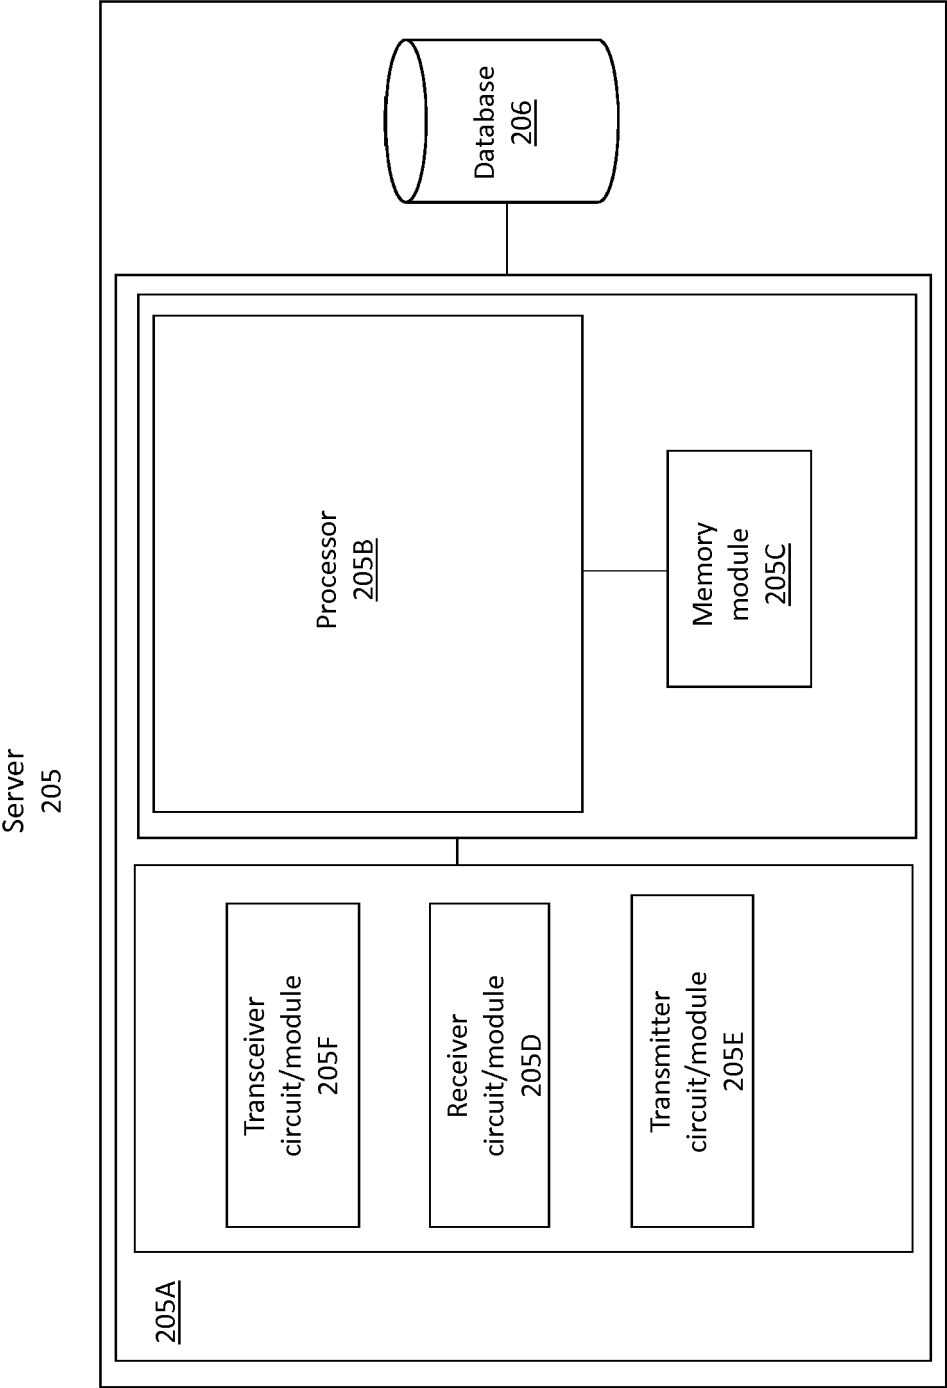 Server
205
205A
Transceiver
circuit/module
205F
Receiver
circuit/module
205D
Transmitter
circuit/module
205E
Processor
205B
Memory
module
205C
Database
206